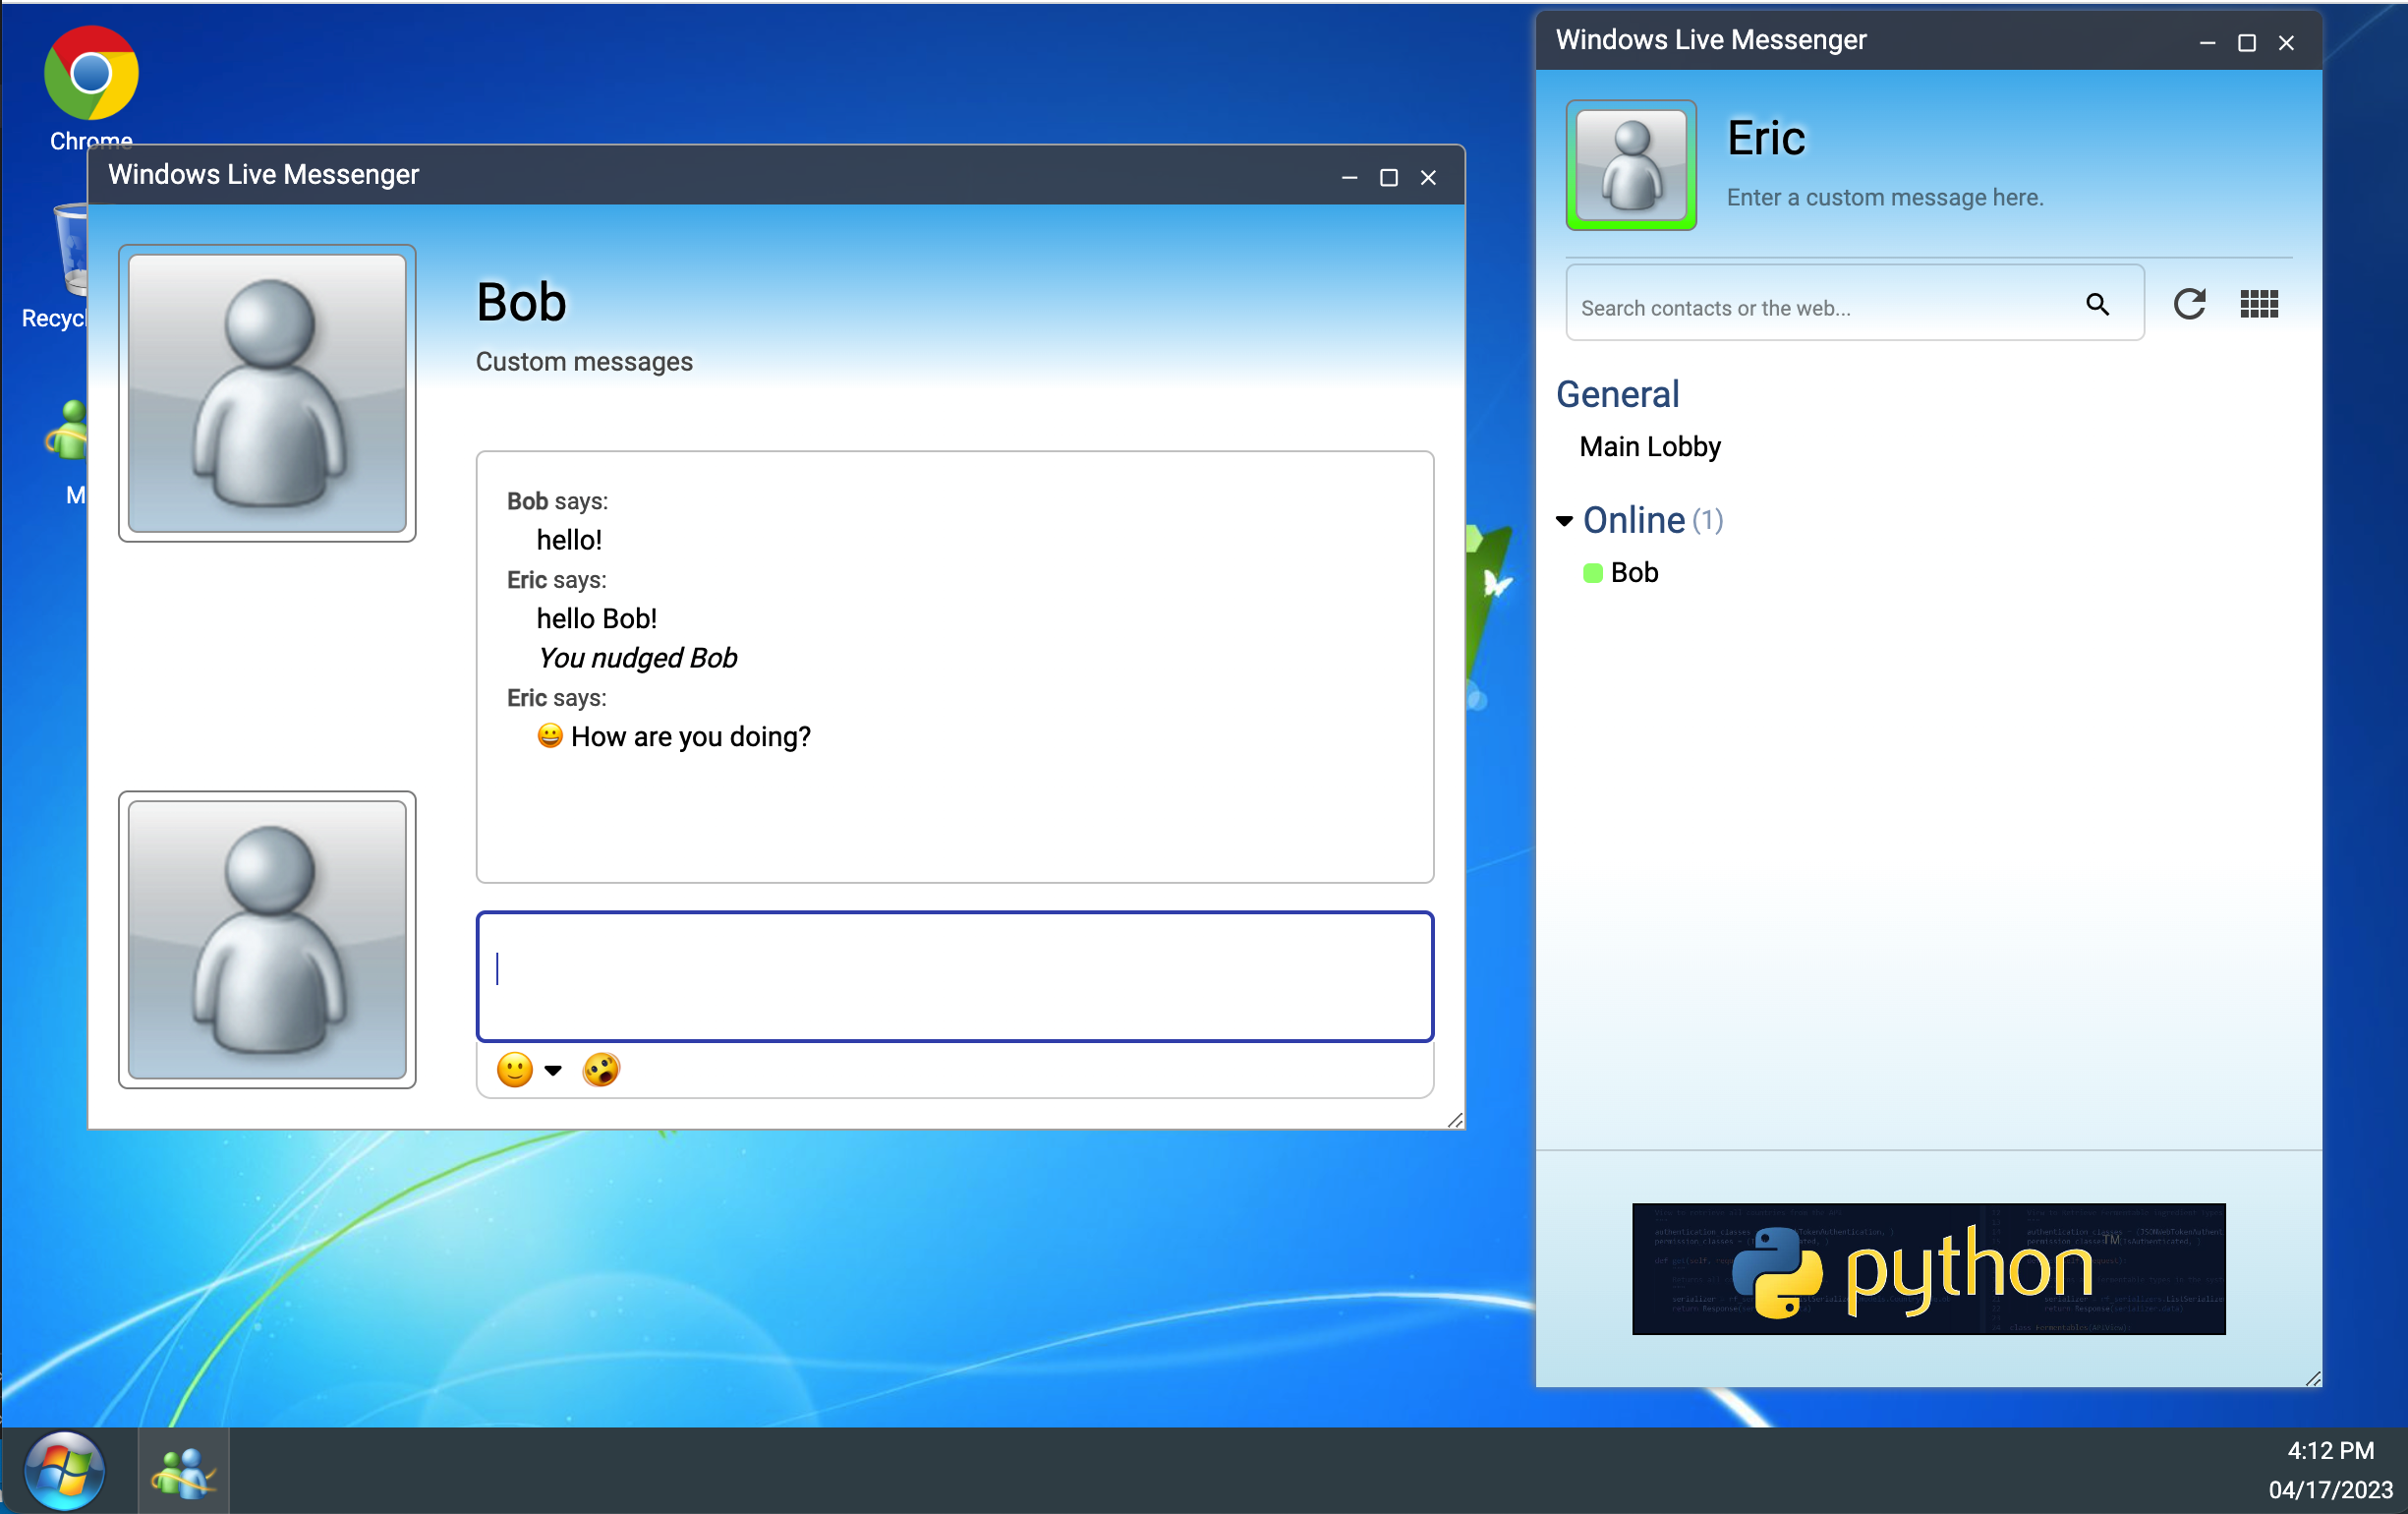 Chrome
Recycl
M
Windows Live Messenger
Bob
Custom messages
Bob says:
hello!
Eric says:
hello Bob!
You nudged Bob
Eric says:
😀 How are you doing?
Windows Live Messenger
Eric
Enter a custom message here.
Search contacts or the web...
General
Main Lobby
Online (1)
Bob
python™
4:12 PM
04/17/2023